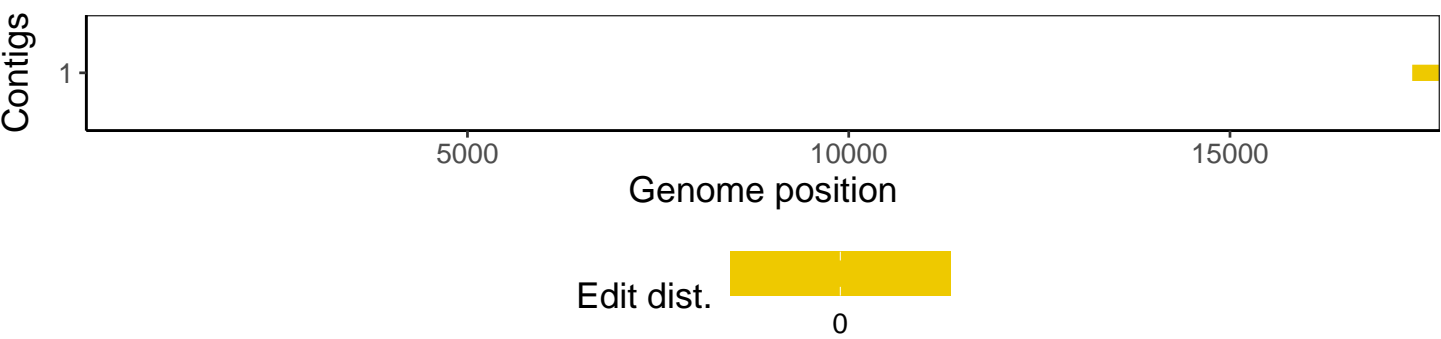 Contigs
1
5000 10000 15000
Genome position
Edit dist.
0